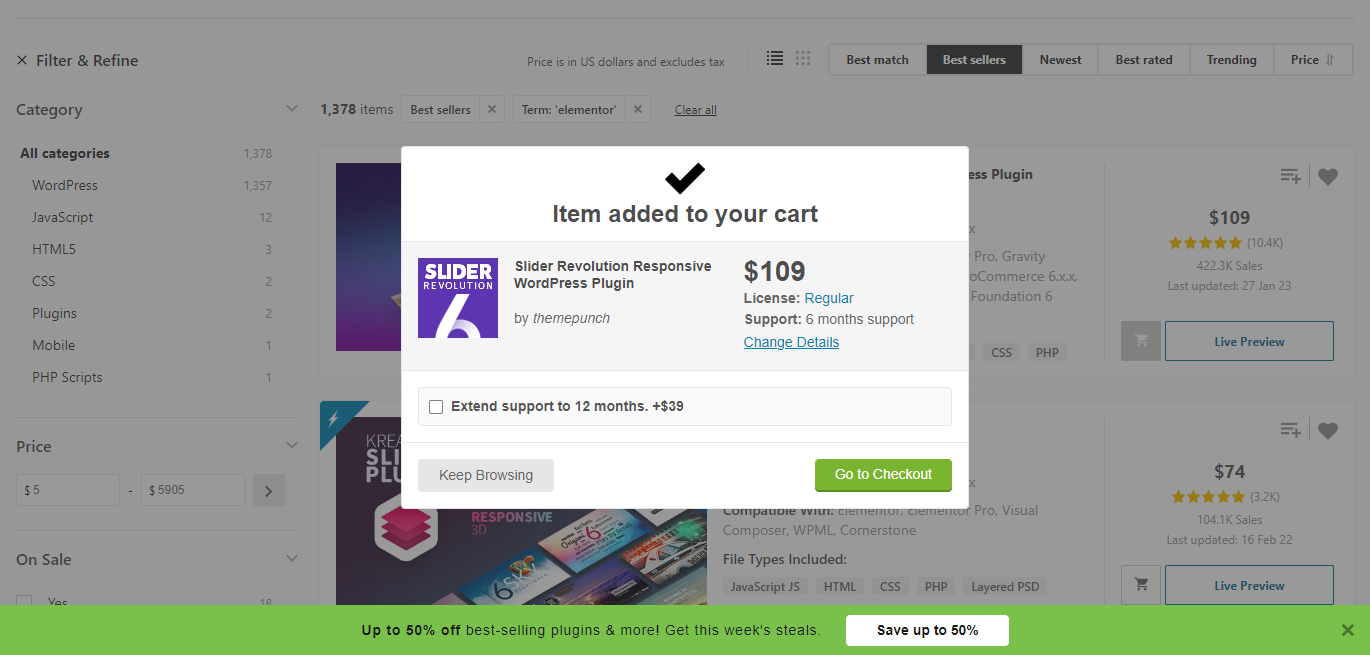 Filter & Refine
Price is in US dollars and excludes tax
Best match
Best sellers
Newest
Best rated
Trending
Price
Category
1,378 items
Best sellers
Term: 'elementor'
Clear all
All categories 1,378
WordPress 1,357
JavaScript 12
HTML5 3
CSS 2
Plugins 2
Mobile 1
PHP Scripts 1
Price
$ 5 - $ 5905
On Sale
Yes 18
Item added to your cart
SLIDER
REVOLUTION
6
Slider Revolution Responsive
WordPress Plugin
by themepunch
$109
License: Regular
Support: 6 months support
Change Details
Extend support to 12 months. +$39
Keep Browsing
Go to Checkout
ess Plugin
x
r Pro, Gravity
oCommerce 6.x.x,
Foundation 6
CSS
PHP
$109
(10.4K)
422.3K Sales
Last updated: 27 Jan 23
Live Preview
KREA
SLI
PLU
RESPONSIVE
3D
Origami
6
6SKY
x
Compatible With: Elementor, Elementor Pro, Visual
Composer, WPML, Cornerstone
File Types Included:
JavaScript JS
HTML
CSS
PHP
Layered PSD
$74
(3.2K)
104.1K Sales
Last updated: 16 Feb 22
Live Preview
Up to 50% off best-selling plugins & more! Get this week's steals.
Save up to 50%